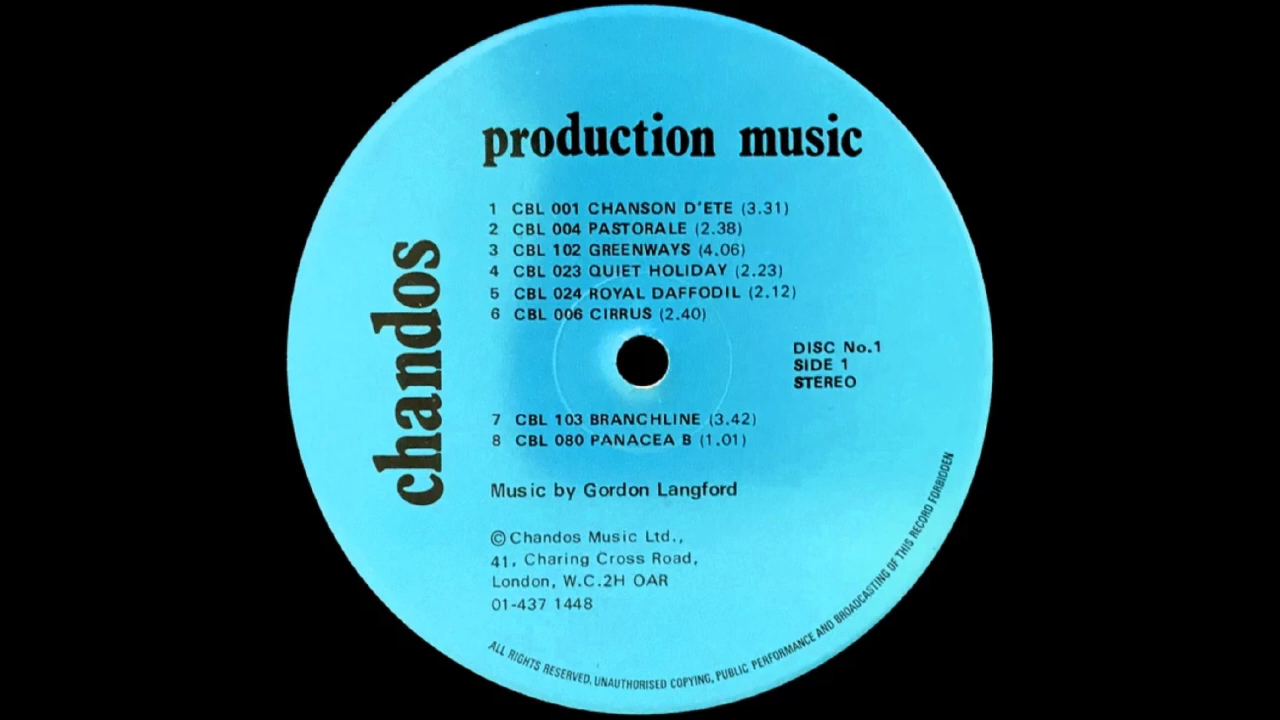 production music
1 CBL 001 CHANSON D'ETE (3.31)
2 CBL 004 PASTORALE (2.38)
3 CBL 102 GREENWAYS (4.06)
4 CBL 023 QUIET HOLIDAY (2.23)
5 CBL 024 ROYAL DAFFODIL (2.12)
6 CBL 006 CIRRUS (2.40)
chandos
DISC No.1
SIDE 1
STEREO
7 CBL 103 BRANCHLINE (3.42)
8 CBL 080 PANACEA B (1.01)
Music by Gordon Langford
© Chandos Music Ltd.,
41, Charing Cross Road,
London, W.C.2H OAR
01-437 1448
ALL RIGHTS RESERVED. UNAUTHORISED COPYING, PUBLIC PERFORMANCE AND BROADCASTING OF THIS RECORD FORBIDDEN